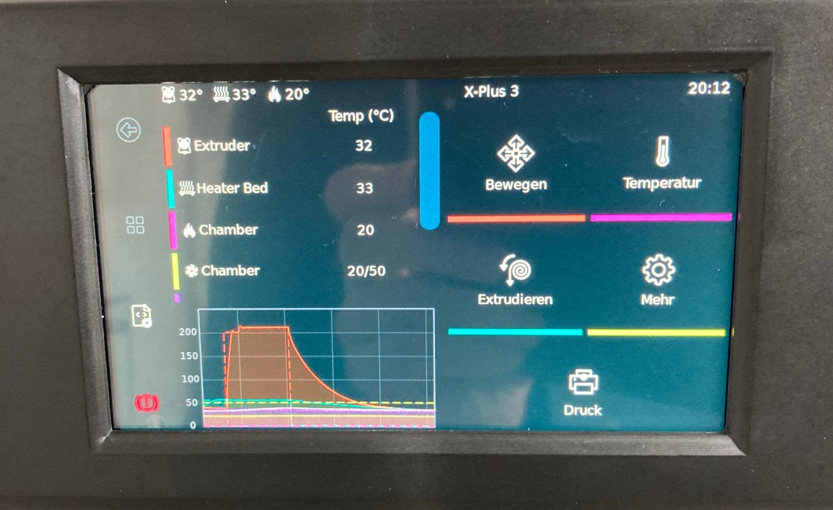 32° 33° 20° X-Plus 3 20:12
Temp (°C)
Extruder 32
Heater Bed 33
Chamber 20
Chamber 20/50
200
150
100
50
0
Bewegen
Temperatur
Extrudieren
Mehr
Druck